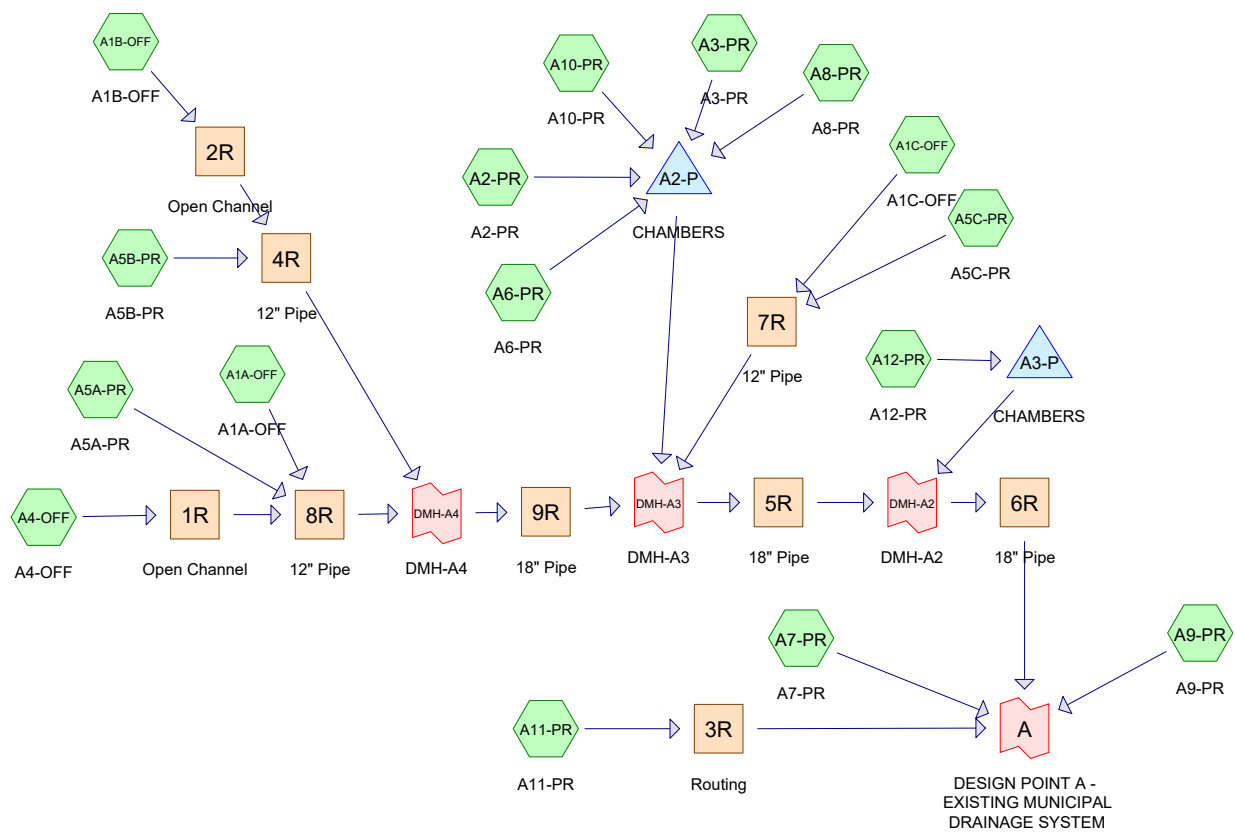 A1B-OFF
A1B-OFF
2R
Open Channel
A5B-PR
A5B-PR
4R
12" Pipe
A10-PR
A10-PR
A3-PR
A3-PR
A8-PR
A8-PR
A2-PR
A2-PR
A2-P
CHAMBERS
A6-PR
A6-PR
A1C-OFF
A1C-OFF
A5C-PR
A5C-PR
7R
12" Pipe
A12-PR
A12-PR
A3-P
CHAMBERS
A5A-PR
A5A-PR
A1A-OFF
A1A-OFF
A4-OFF
A4-OFF
1R
Open Channel
8R
12" Pipe
DMH-A4
DMH-A4
9R
18" Pipe
DMH-A3
DMH-A3
5R
18" Pipe
DMH-A2
DMH-A2
6R
18" Pipe
A7-PR
A7-PR
A9-PR
A9-PR
A11-PR
A11-PR
3R
Routing
A
DESIGN POINT A -
EXISTING MUNICIPAL
DRAINAGE SYSTEM